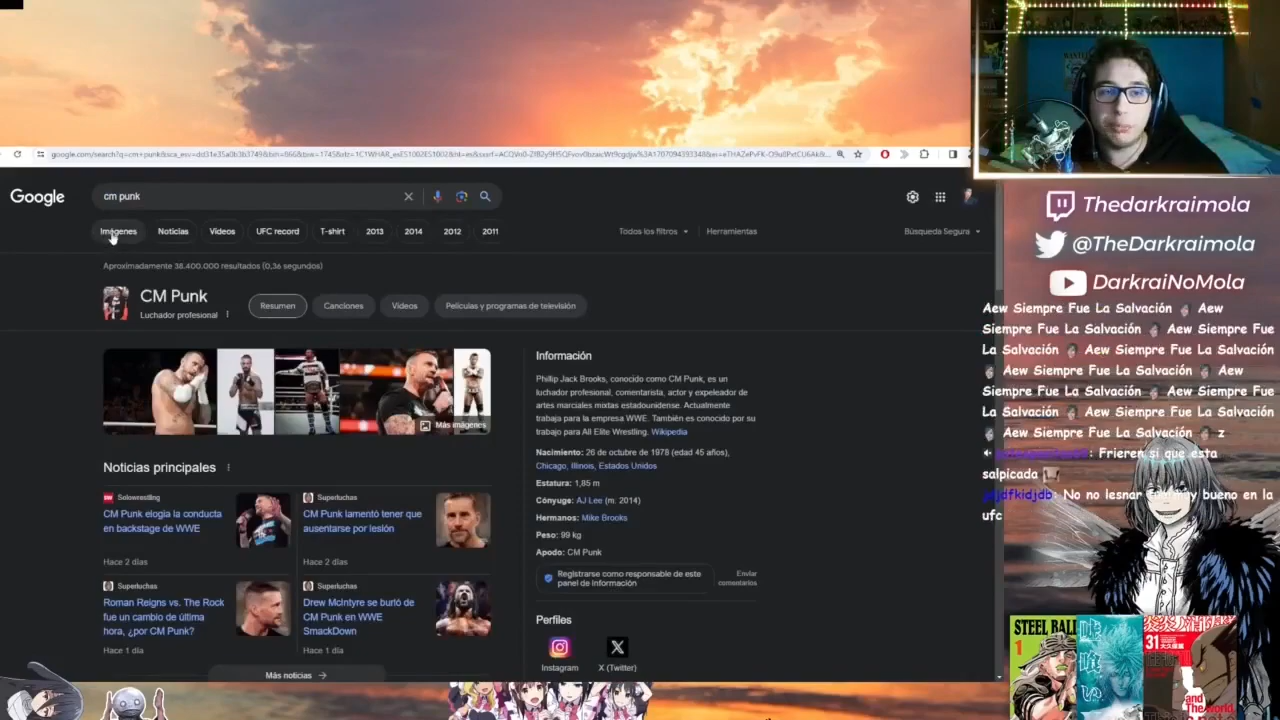 Google
cm punk
Imágenes
Noticias
Videos
UFC record
T-shirt
2013
2014
2012
2011
Todos los filtros
Herramientas
Búsqueda Segura
Aproximadamente 38.400.000 resultados (0,36 segundos)
CM Punk
Luchador profesional
Resumen
Canciones
Videos
Películas y programas de televisión
Más imágenes
Información
Phillip Jack Brooks, conocido como CM Punk, es un
luchador profesional, comentarista, actor y expeleador de
artes marciales mixtas estadounidense. Actualmente
trabaja para la empresa WWE. También es conocido por su
trabajo para All Elite Wrestling. Wikipedia
Nacimiento: 26 de octubre de 1978 (edad 45 años),
Chicago, Illinois, Estados Unidos
Estatura: 1,85 m
Cónyuge: AJ Lee (m. 2014)
Hermanos: Mike Brooks
Peso: 99 kg
Apodo: CM Punk
Registrarse como responsable de este
panel de información
Enviar
comentarios
Perfiles
Instagram
X (Twitter)
Noticias principales
Solowrestling
CM Punk elogia la conducta
en backstage de WWE
Hace 2 días
Superluchas
CM Punk lamentó tener que
ausentarse por lesión
Hace 2 días
Superluchas
Roman Reigns vs. The Rock
fue un cambio de última
hora, ¿por CM Punk?
Hace 1 día
Superluchas
Drew McIntyre se burló de
CM Punk en WWE
SmackDown
Hace 1 día
Más noticias
Thedarkraimola
@TheDarkraimola
DarkraiNoMola
Aew Siempre Fue La Salvación Aew
Siempre Fue La Salvación Aew Siempre Fue
La Salvación Aew Siempre Fue La Salvación
Aew Siempre Fue La Salvación Aew
Siempre Fue La Salvación Aew Siempre Fue
La Salvación Aew Siempre Fue La Salvación
Aew Siempre Fue La Salvación z
: Frieren si que esta
salpicada
: No no lesnar muy bueno en la
ufc
STEEL BALL
1
31
and
The world